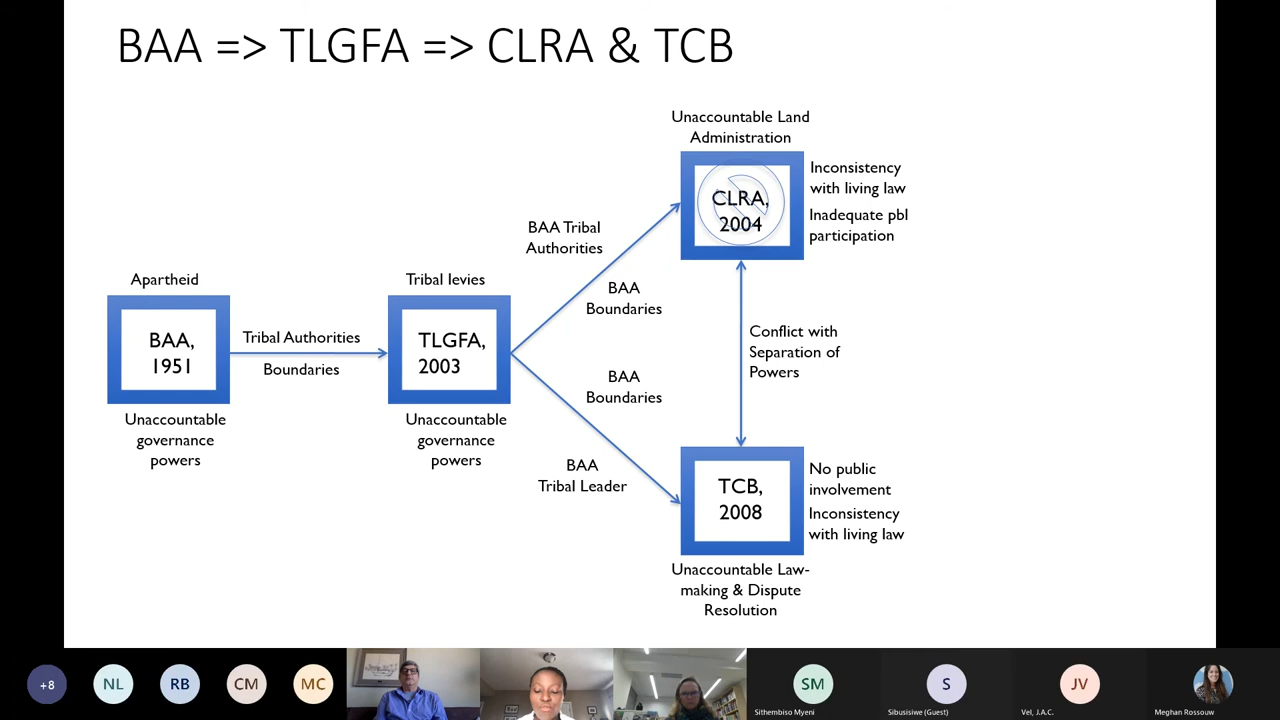 BAA => TLGFA => CLRA & TCB
Unaccountable Land
Administration
CLRA,
2004
Inconsistency
with living law
Inadequate pbl
participation
BAA Tribal
Authorities
BAA
Boundaries
Apartheid
BAA,
1951
Unaccountable
governance
powers
Tribal Authorities
Boundaries
Tribal levies
TLGFA,
2003
Unaccountable
governance
powers
Conflict with
Separation of
Powers
BAA
Boundaries
BAA
Tribal Leader
TCB,
2008
No public
involvement
Inconsistency
with living law
Unaccountable Law-
making & Dispute
Resolution
+8
NL
RB
CM
MC
SM
Sithembiso Myeni
S
Sibusisiwe (Guest)
JV
Vel, J.A.C.
Meghan Rossouw